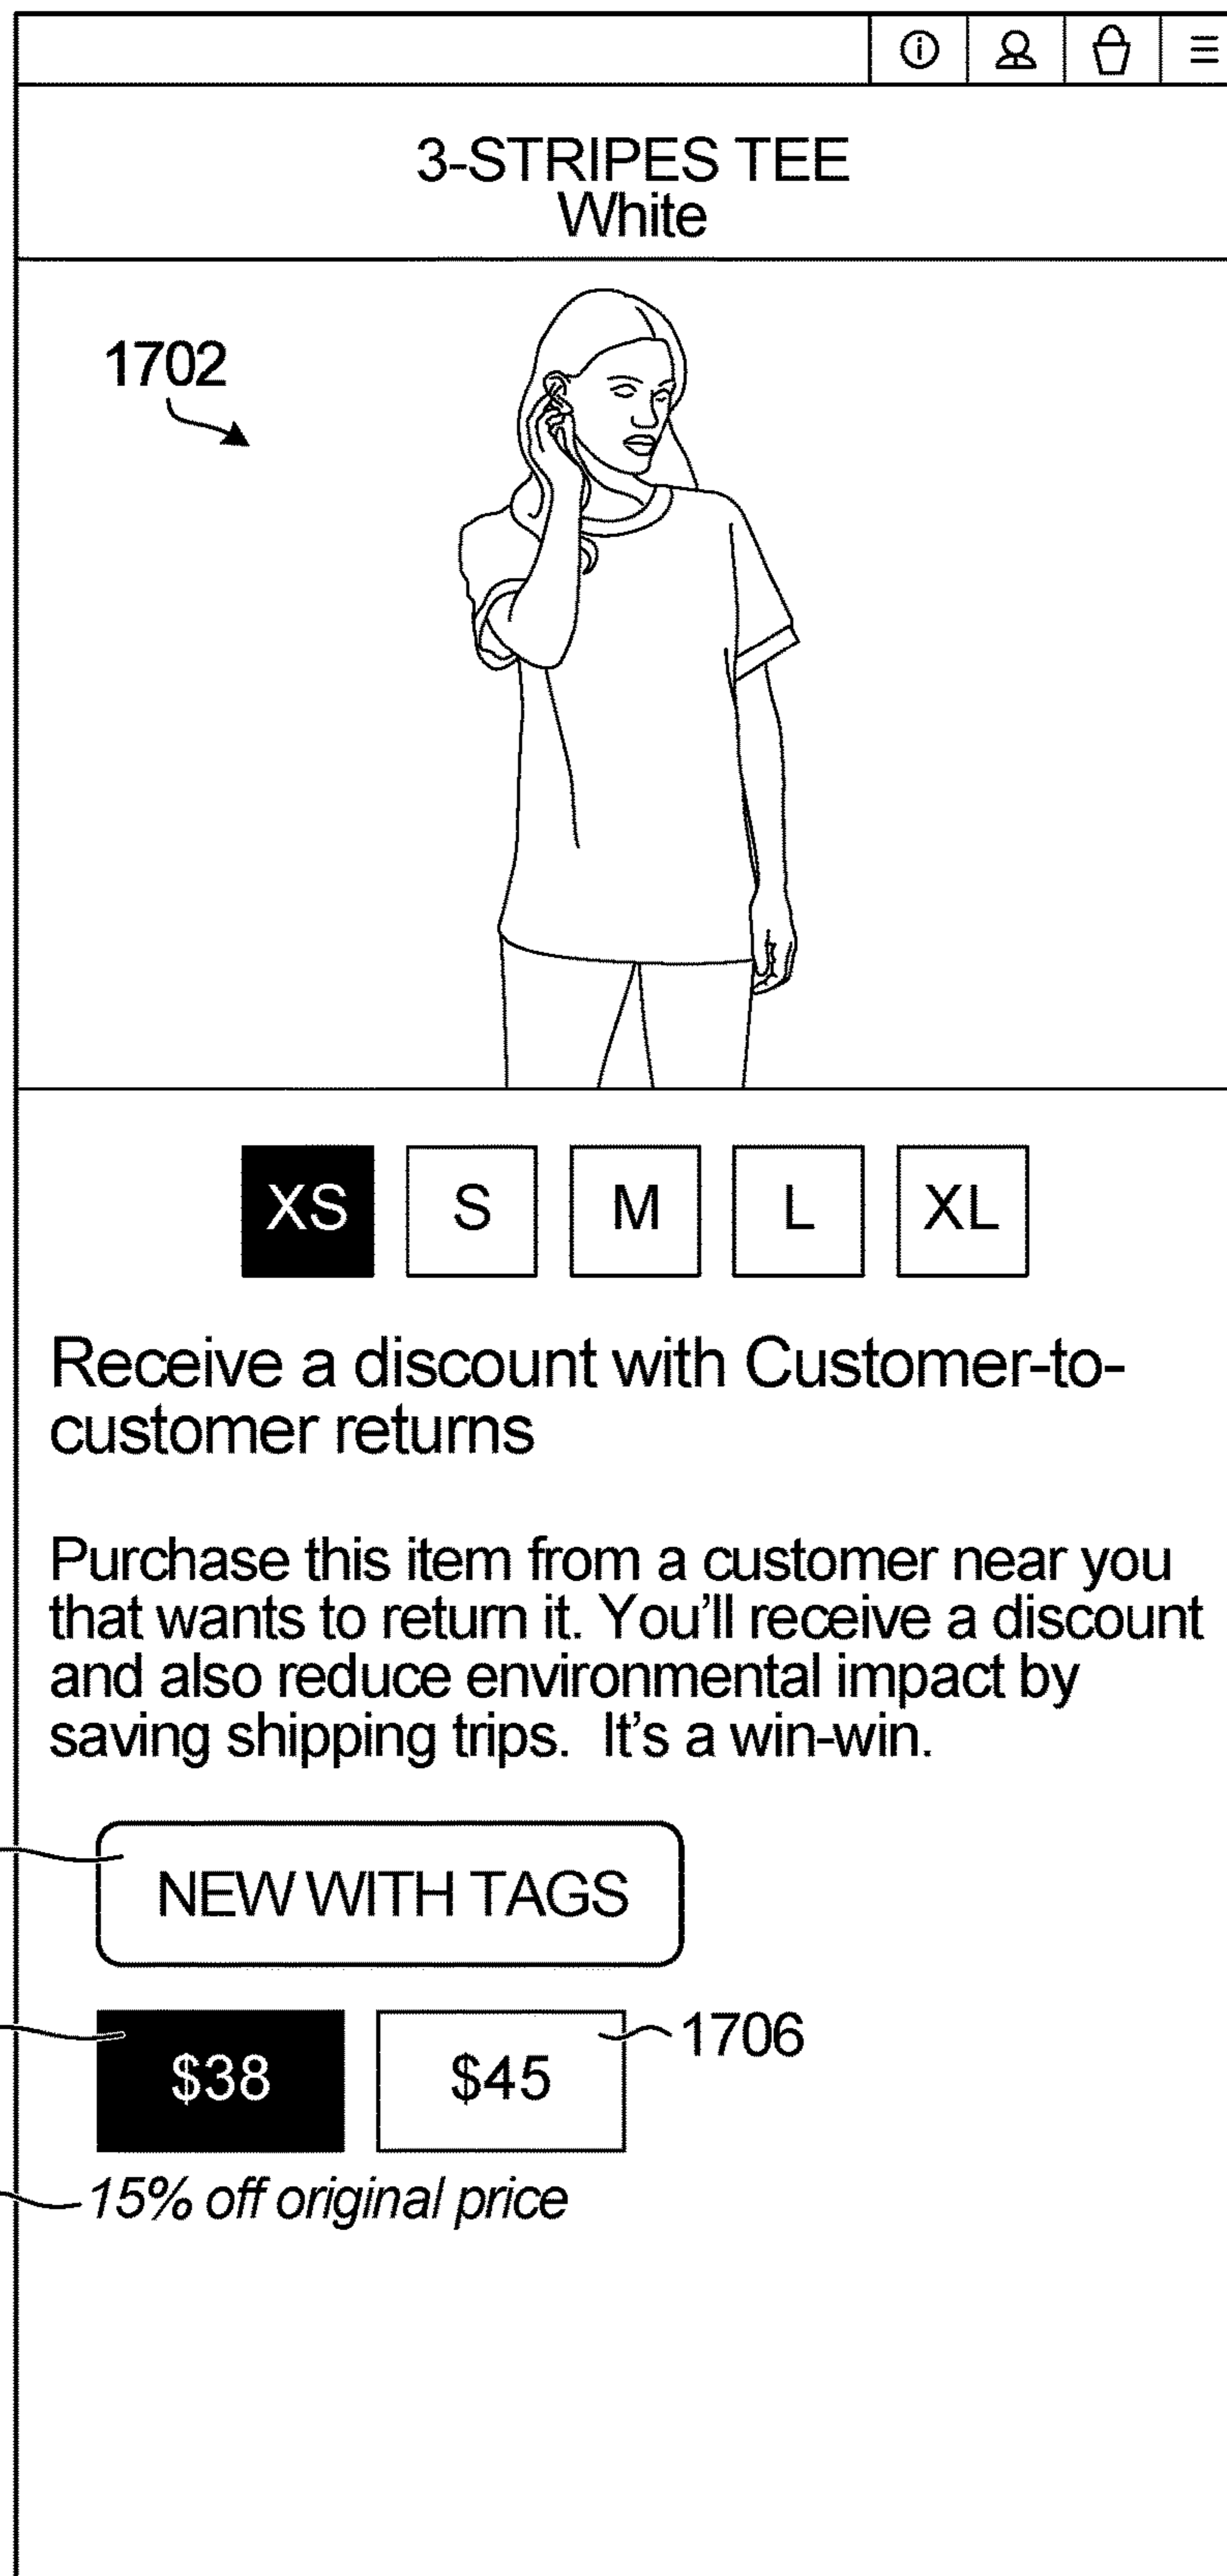 3-STRIPES TEE
White
1702
XS S M L XL
Receive a discount with Customer-to-
customer returns
Purchase this item from a customer near you
that wants to return it. You’ll receive a discount
and also reduce environmental impact by
saving shipping trips. It’s a win-win.
NEW WITH TAGS
$38 $45 1706
15% off original price